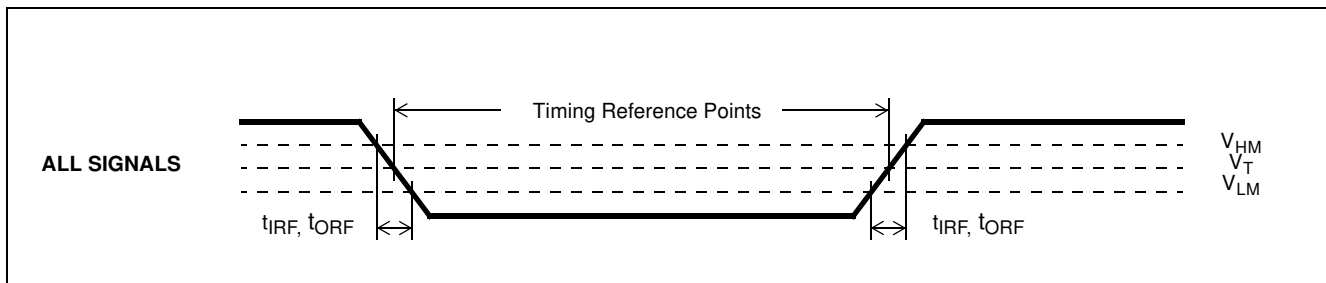 Timing Reference Points
V_HM
ALL SIGNALS
V_T
V_LM
t_IRF, t_ORF
t_IRF, t_ORF